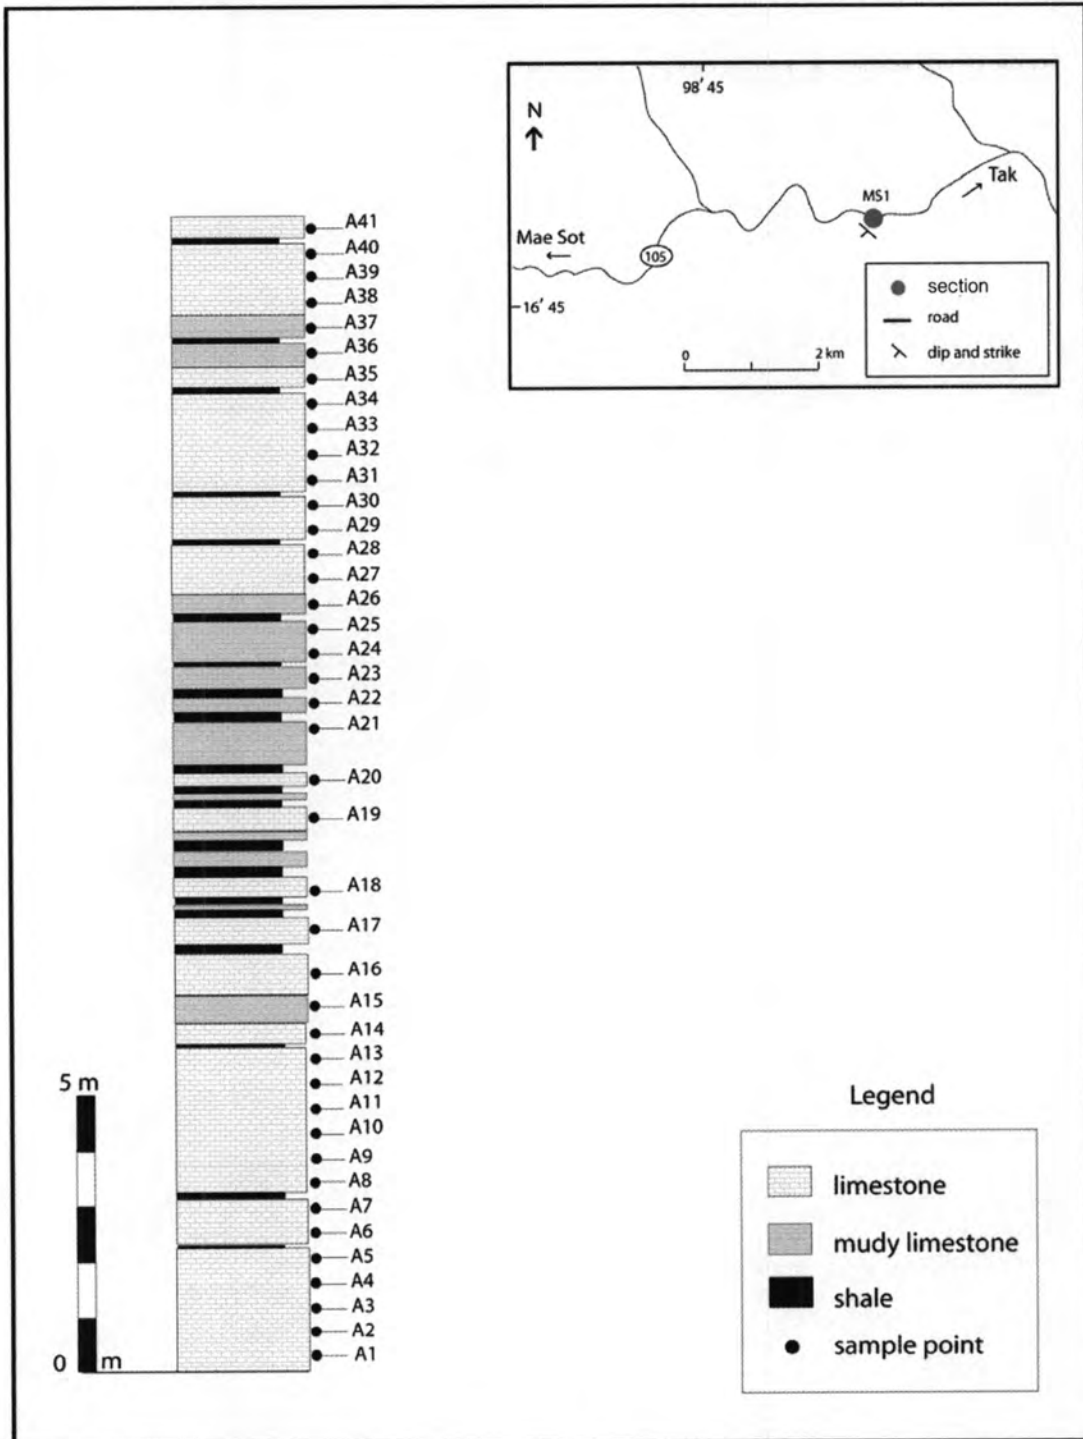 98' 45
N
Tak
MS1
Mae Sot
105
16' 45
0 2 km
section
road
dip and strike
A41
A40
A39
A38
A37
A36
A35
A34
A33
A32
A31
A30
A29
A28
A27
A26
A25
A24
A23
A22
A21
A20
A19
A18
A17
A16
A15
A14
A13
A12
A11
A10
A9
A8
A7
A6
A5
A4
A3
A2
A1
5 m
0 m
Legend
limestone
mudy limestone
shale
sample point